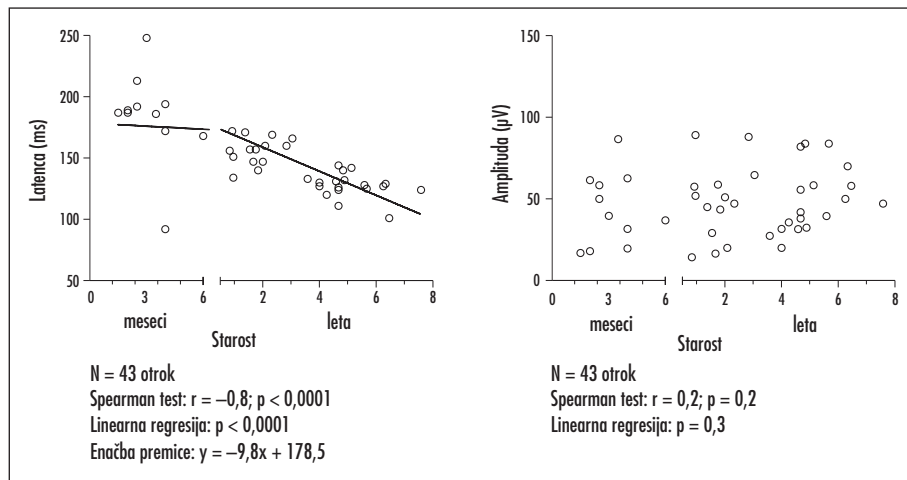 250
200
150
100
50
Latenca (ms)
0 3 6 2 4 6 8
meseci leta
Starost
N = 43 otrok
Spearman test: r = –0,8; p < 0,0001
Linearna regresija: p < 0,0001
Enačba premice: y = –9,8x + 178,5
150
100
50
0
Amplituda (µV)
0 3 6 2 4 6 8
meseci leta
Starost
N = 43 otrok
Spearman test: r = 0,2; p = 0,2
Linearna regresija: p = 0,3